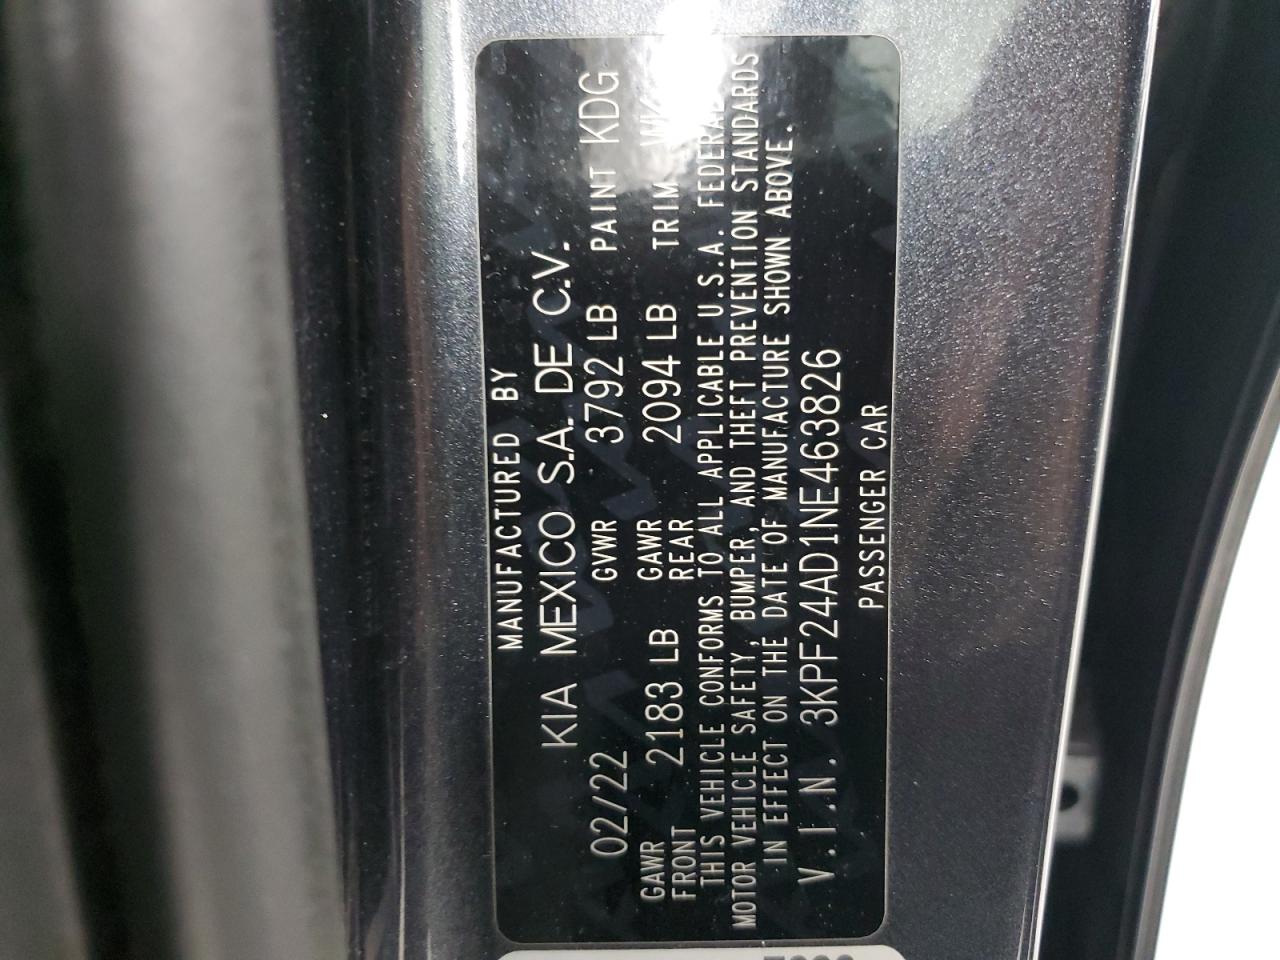 MANUFACTURED BY
KIA MEXICO S.A. DE C.V.
02/22 GVWR 3792 LB PAINT KDG
GAWR FRONT 2183 LB GAWR REAR 2094 LB TRIM
THIS VEHICLE CONFORMS TO ALL APPLICABLE U.S.A. FEDERAL
MOTOR VEHICLE SAFETY, BUMPER, AND THEFT PREVENTION STANDARDS
IN EFFECT ON THE DATE OF MANUFACTURE SHOWN ABOVE.
V.I.N. 3KPF24AD1NE463826
PASSENGER CAR